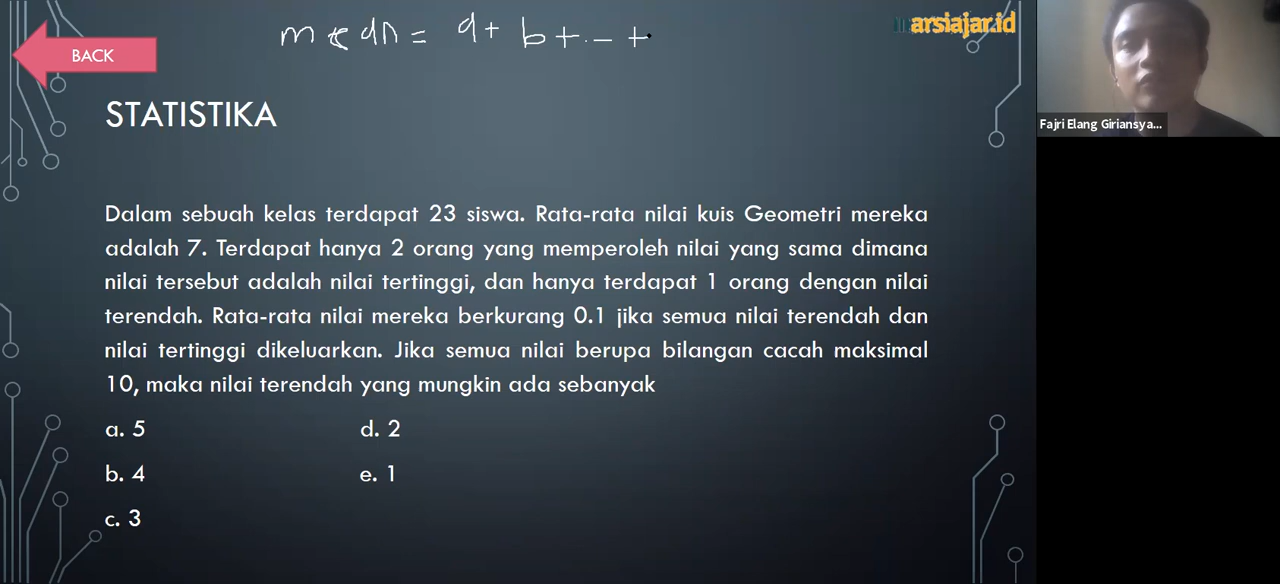 mean = a + b + .. - +
BACK
marsiajar.id
STATISTIKA
Fajri Elang Giriansya...
Dalam sebuah kelas terdapat 23 siswa. Rata-rata nilai kuis Geometri mereka
adalah 7. Terdapat hanya 2 orang yang memperoleh nilai yang sama dimana
nilai tersebut adalah nilai tertinggi, dan hanya terdapat 1 orang dengan nilai
terendah. Rata-rata nilai mereka berkurang 0.1 jika semua nilai terendah dan
nilai tertinggi dikeluarkan. Jika semua nilai berupa bilangan cacah maksimal
10, maka nilai terendah yang mungkin ada sebanyak
a. 5
b. 4
c. 3
d. 2
e. 1